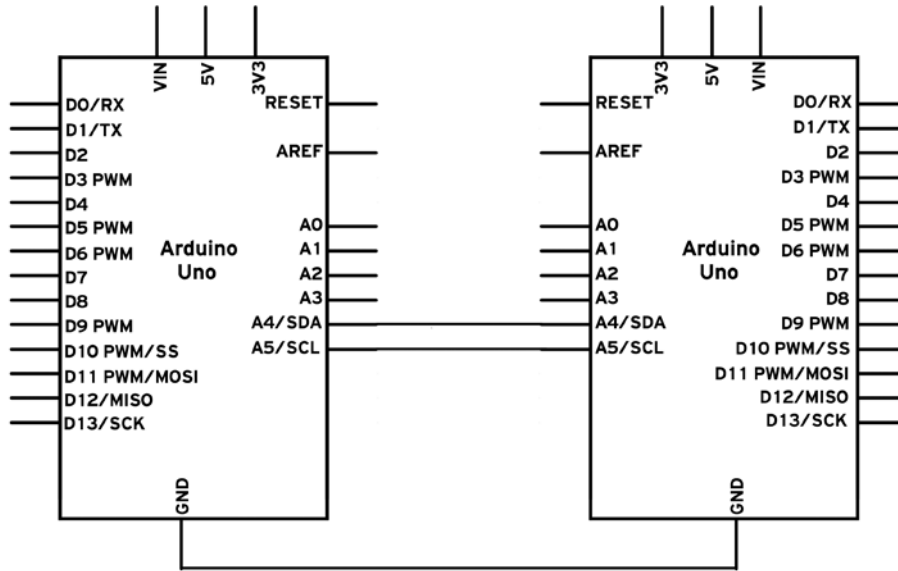 VIN 5V 3V3
D0/RX RESET
D1/TX
D2 AREF
D3 PWM
D4
D5 PWM A0
D6 PWM A1
D7 A2
D8 A3
D9 PWM A4/SDA
D10 PWM/SS A5/SCL
D11 PWM/MOSI
D12/MISO
D13/SCK
Arduino
Uno
GND
3V3 5V VIN
RESET D0/RX
D1/TX
AREF D2
D3 PWM
D4
A0 D5 PWM
A1 D6 PWM
A2 D7
A3 D8
A4/SDA D9 PWM
A5/SCL D10 PWM/SS
D11 PWM/MOSI
D12/MISO
D13/SCK
Arduino
Uno
GND